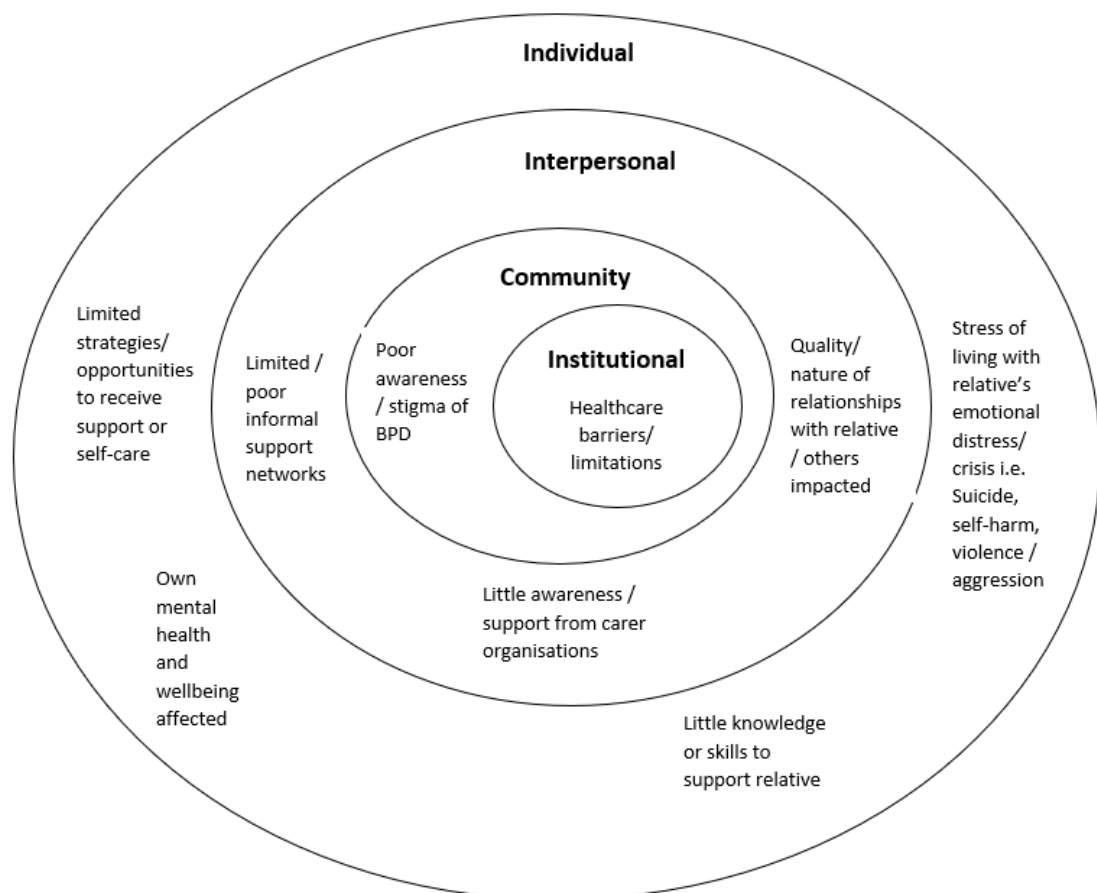 Individual
Interpersonal
Community
Institutional
Healthcare
barriers/
limitations
Poor
awareness
/ stigma of
BPD
Limited /
poor
informal
support
networks
Quality/
nature of
relationships
with relative
/ others
impacted
Little awareness /
support from carer
organisations
Limited
strategies/
opportunities
to receive
support or
self-care
Stress of
living with
relative’s
emotional
distress/
crisis i.e.
Suicide,
self-harm,
violence /
aggression
Own
mental
health
and
wellbeing
affected
Little knowledge
or skills to
support relative